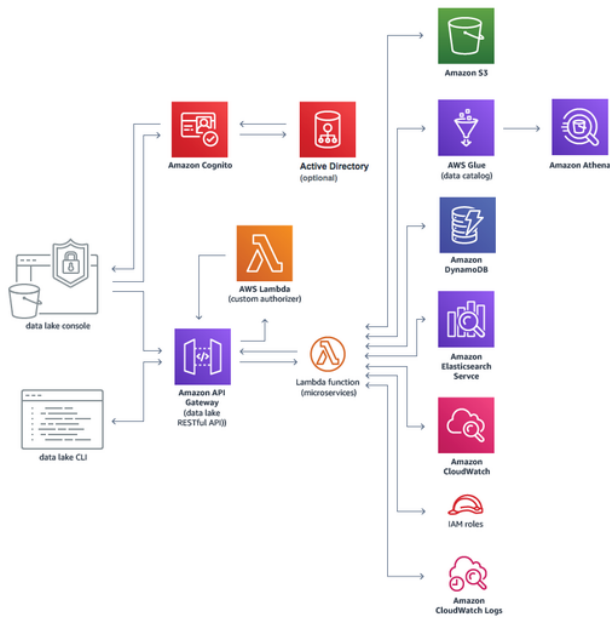 Amazon S3
Amazon Cognito
Active Directory
(optional)
AWS Glue
(data catalog)
Amazon Athena
Amazon
DynamoDB
AWS Lambda
(custom authorizer)
data lake console
Amazon
Elasticsearch
Servce
Amazon API
Gateway
(data lake
RESTful API))
Lambda function
(microservices)
data lake CLI
Amazon
CloudWatch
IAM roles
Amazon
CloudWatch Logs